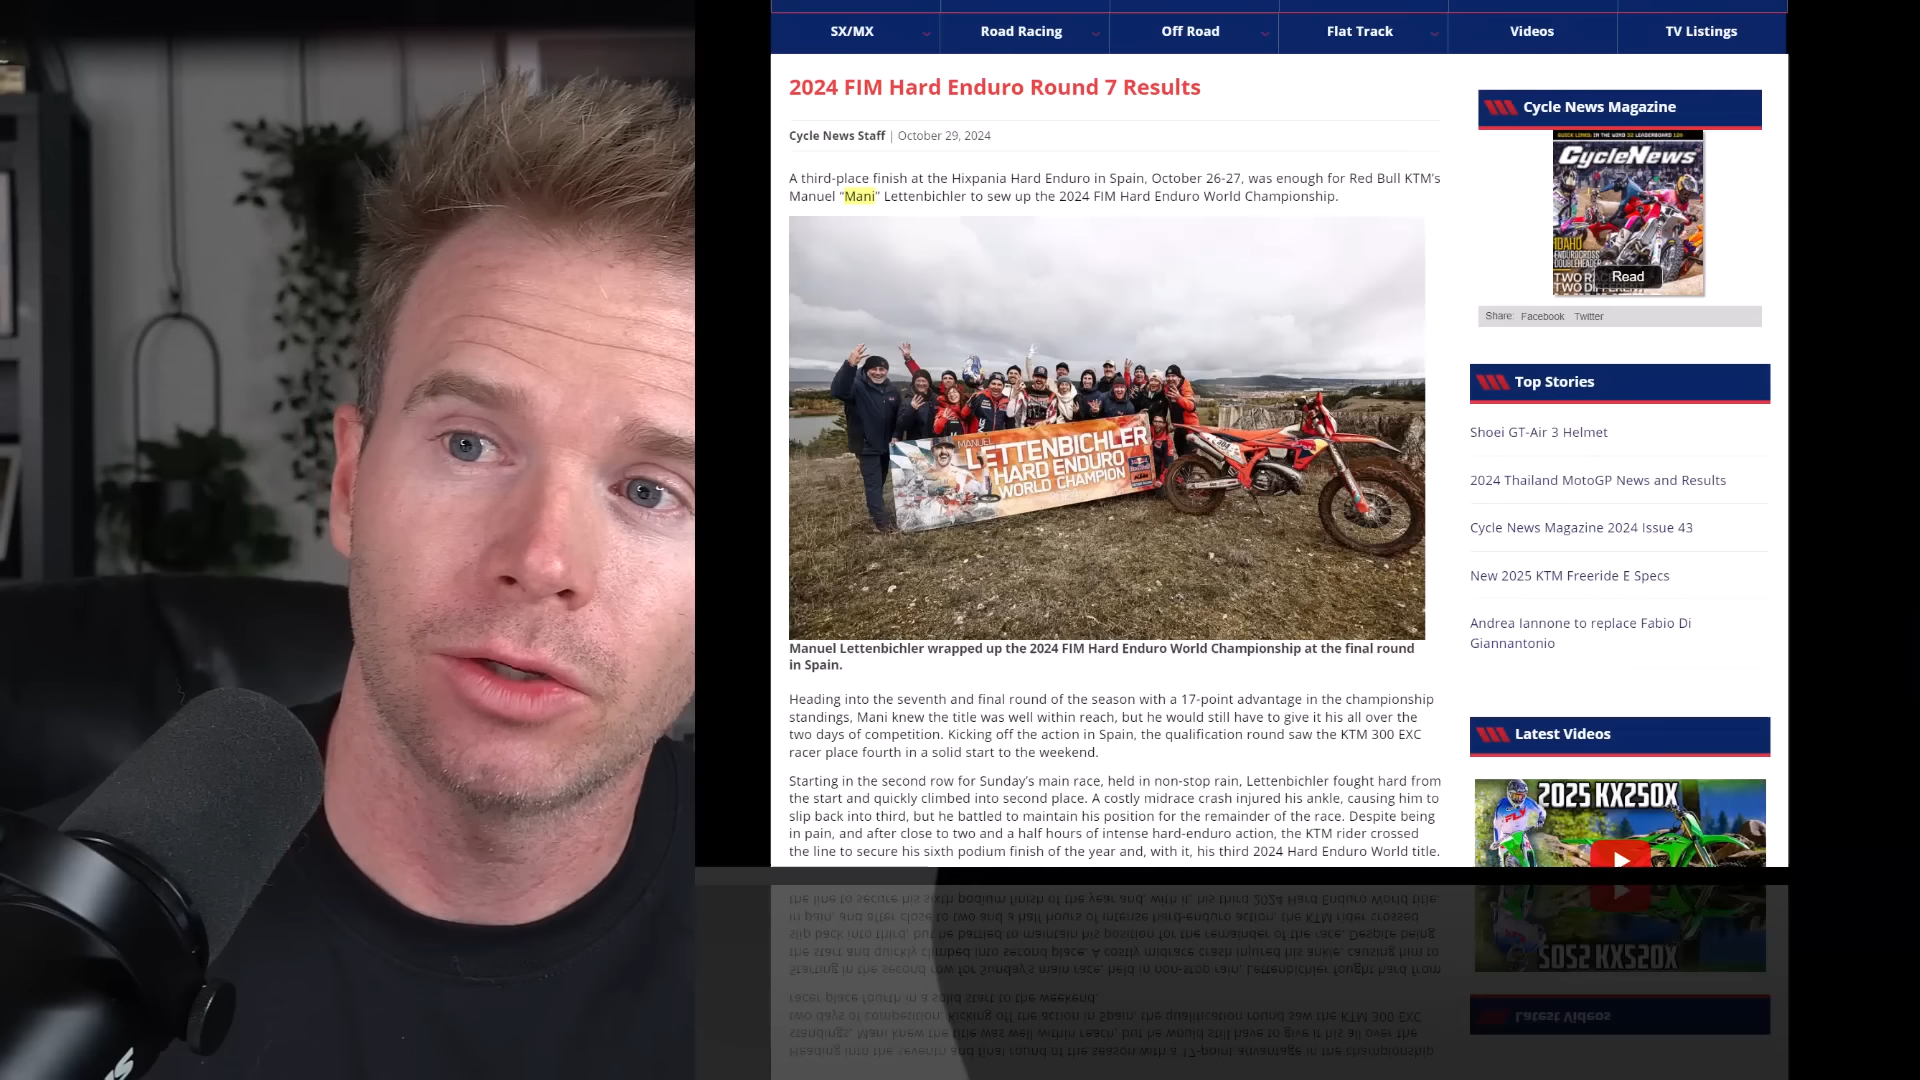 SX/MX
Road Racing
Off Road
Flat Track
Videos
TV Listings
2024 FIM Hard Enduro Round 7 Results
Cycle News Staff | October 29, 2024
A third-place finish at the Hixpania Hard Enduro in Spain, October 26-27, was enough for Red Bull KTM's
Manuel "Mani" Lettenbichler to sew up the 2024 FIM Hard Enduro World Championship.
MANUEL
LETTENBICHLER
HARD ENDURO
WORLD CHAMPION
Manuel Lettenbichler wrapped up the 2024 FIM Hard Enduro World Championship at the final round
in Spain.
Heading into the seventh and final round of the season with a 17-point advantage in the championship
standings, Mani knew the title was well within reach, but he would still have to give it his all over the
two days of competition. Kicking off the action in Spain, the qualification round saw the KTM 300 EXC
racer place fourth in a solid start to the weekend.
Starting in the second row for Sunday's main race, held in non-stop rain, Lettenbichler fought hard from
the start and quickly climbed into second place. A costly midrace crash injured his ankle, causing him to
slip back into third, but he battled to maintain his position for the remainder of the race. Despite being
in pain, and after close to two and a half hours of intense hard-enduro action, the KTM rider crossed
the line to secure his sixth podium finish of the year and, with it, his third 2024 Hard Enduro World title.
Cycle News Magazine
CycleNews
IDAHO
ENDUROCROSS
DOUBLEHEADER
TWO
TWO DIFFERENT
Read
Share: Facebook Twitter
Top Stories
Shoei GT-Air 3 Helmet
2024 Thailand MotoGP News and Results
Cycle News Magazine 2024 Issue 43
New 2025 KTM Freeride E Specs
Andrea Iannone to replace Fabio Di
Giannantonio
Latest Videos
2025 KX250X